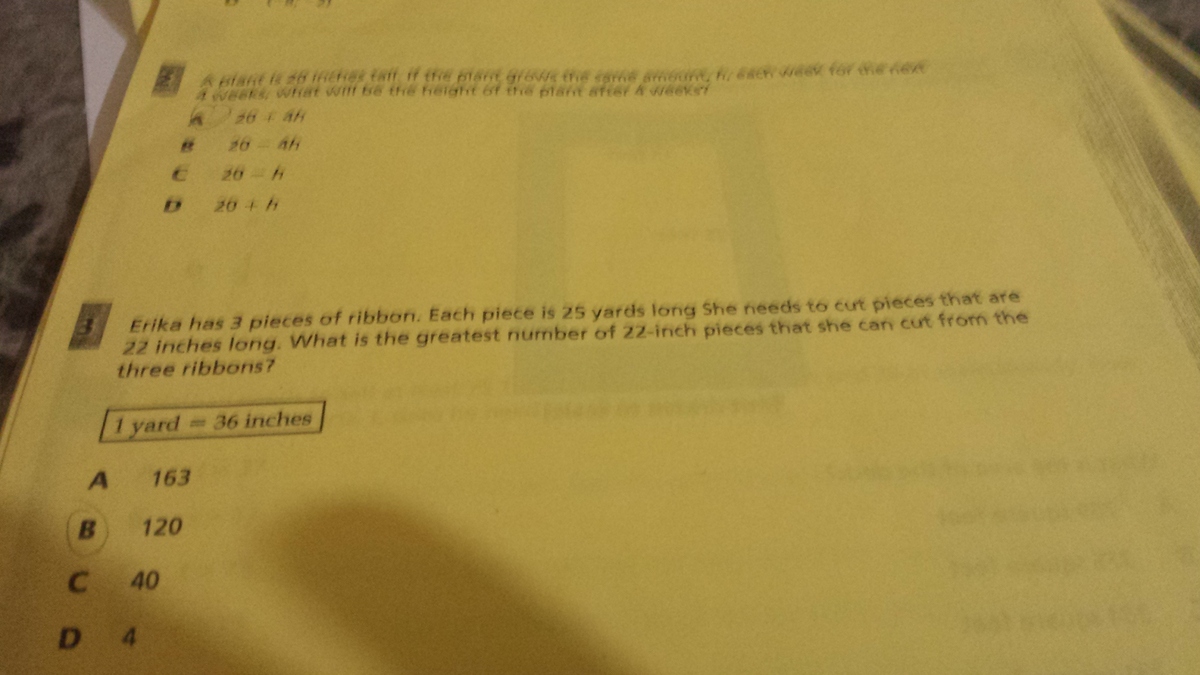 2 A plant is 20 inches tall. If the plant grows the same amount, h, each week for the next
4 weeks, what will be the height of the plant after 4 weeks?
A 20 + 4h
B 20 – 4h
C 20 – h
D 20 + h
3 Erika has 3 pieces of ribbon. Each piece is 25 yards long She needs to cut pieces that are
22 inches long. What is the greatest number of 22-inch pieces that she can cut from the
three ribbons?
1 yard = 36 inches
A 163
B 120
C 40
D 4